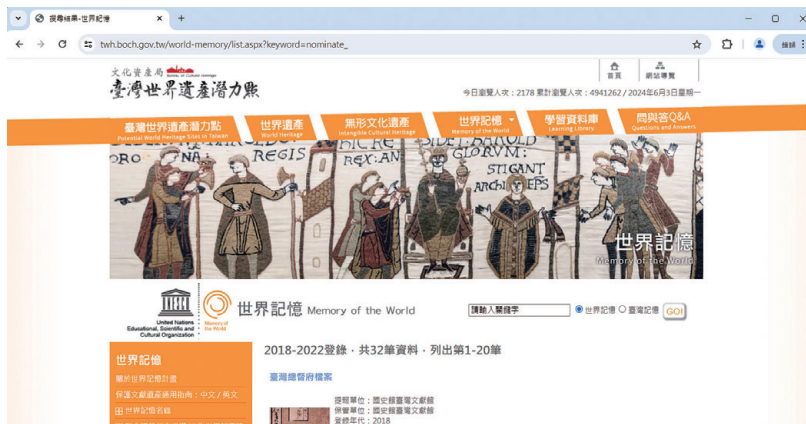 搜尋結果-世界記憶
twh.boch.gov.tw/world-memory/list.aspx?keyword=nominate_
文化資產局
Bureau of Cultural Heritage
臺灣世界遺產潛力點
首頁
網站導覽
今日瀏覽人次：2178 累計瀏覽人次：4941262 / 2024年6月3日星期一
臺灣世界遺產潛力點
Potential World Heritage Sites in Taiwan
世界遺產
World Heritage
無形文化遺產
Intangible Cultural Heritage
世界記憶
Memory of the World
學習資料庫
Learning Library
問與答Q&A
Questions and Answers
REGIS
GLORVM:
STIGANT
ARCHI EPS
世界記憶
Memory of the World
United Nations
Educational, Scientific and
Cultural Organization
Memory of
the World
世界記憶 Memory of the World
請輸入關鍵字
世界記憶
臺灣記憶
GO!
世界記憶
關於世界記憶計畫
保護文獻遺產通用指南：中文 / 英文
世界記憶名錄
2018-2022登錄．共32筆資料．列出第1-20筆
臺灣總督府檔案
提報單位：國史館臺灣文獻館
保管單位：國史館臺灣文獻館
登錄年代：2018